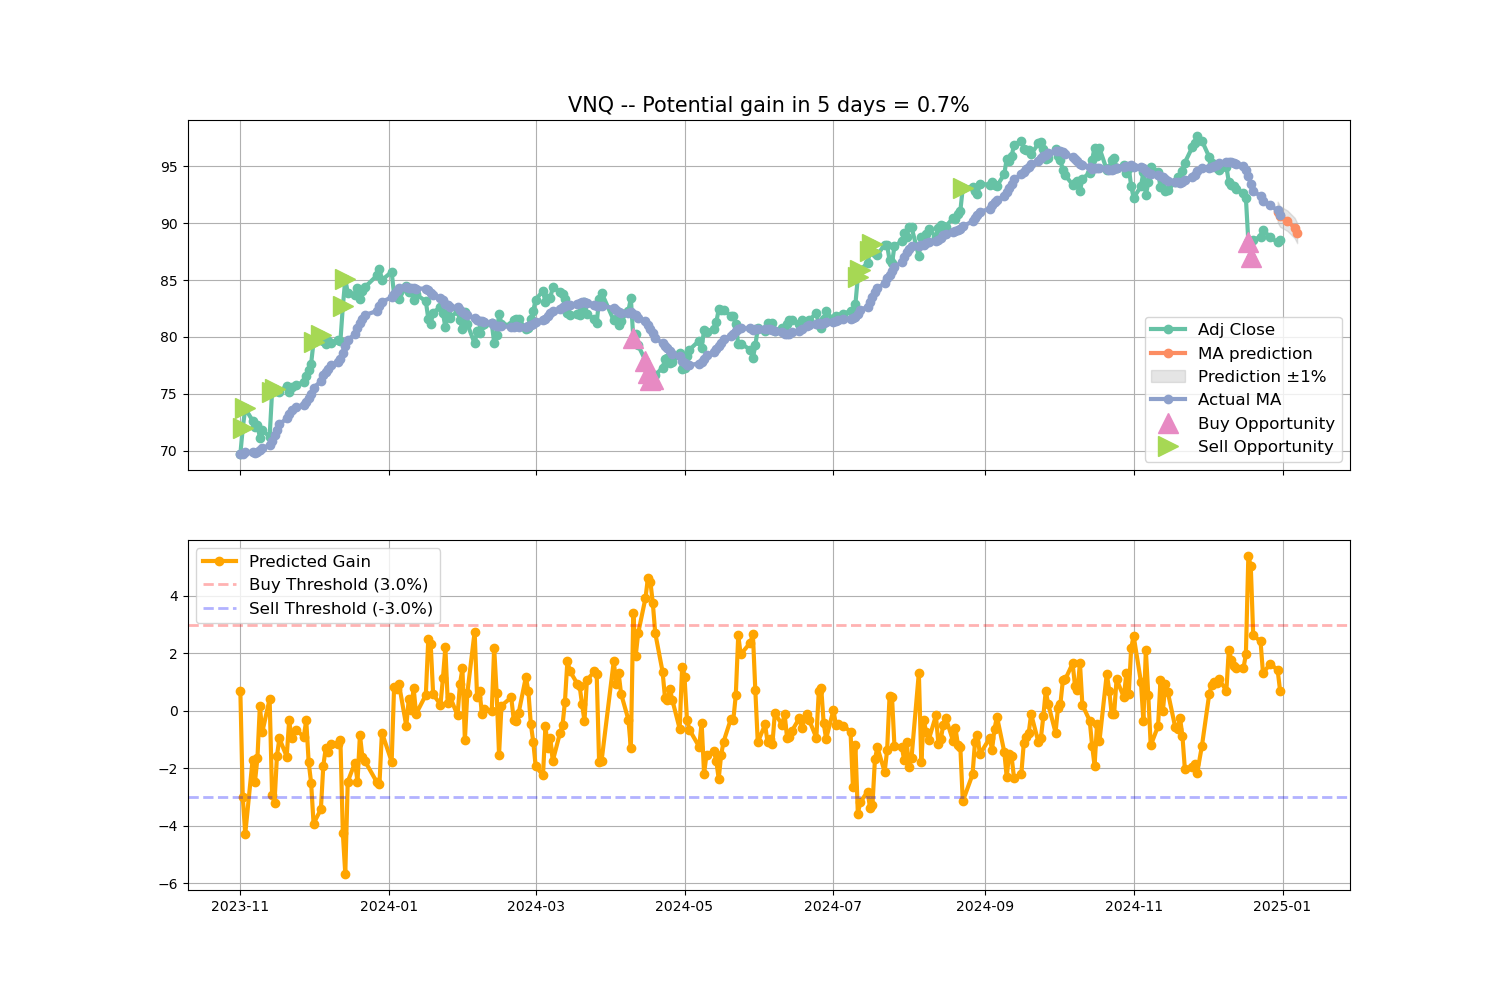 VNQ -- Potential gain in 5 days = 0.7%
95
90
85
80
75
70
Adj Close
MA prediction
Prediction ±1%
Actual MA
Buy Opportunity
Sell Opportunity
Predicted Gain
Buy Threshold (3.0%)
Sell Threshold (-3.0%)
4
2
0
−2
−4
−6
2023-11 2024-01 2024-03 2024-05 2024-07 2024-09 2024-11 2025-01